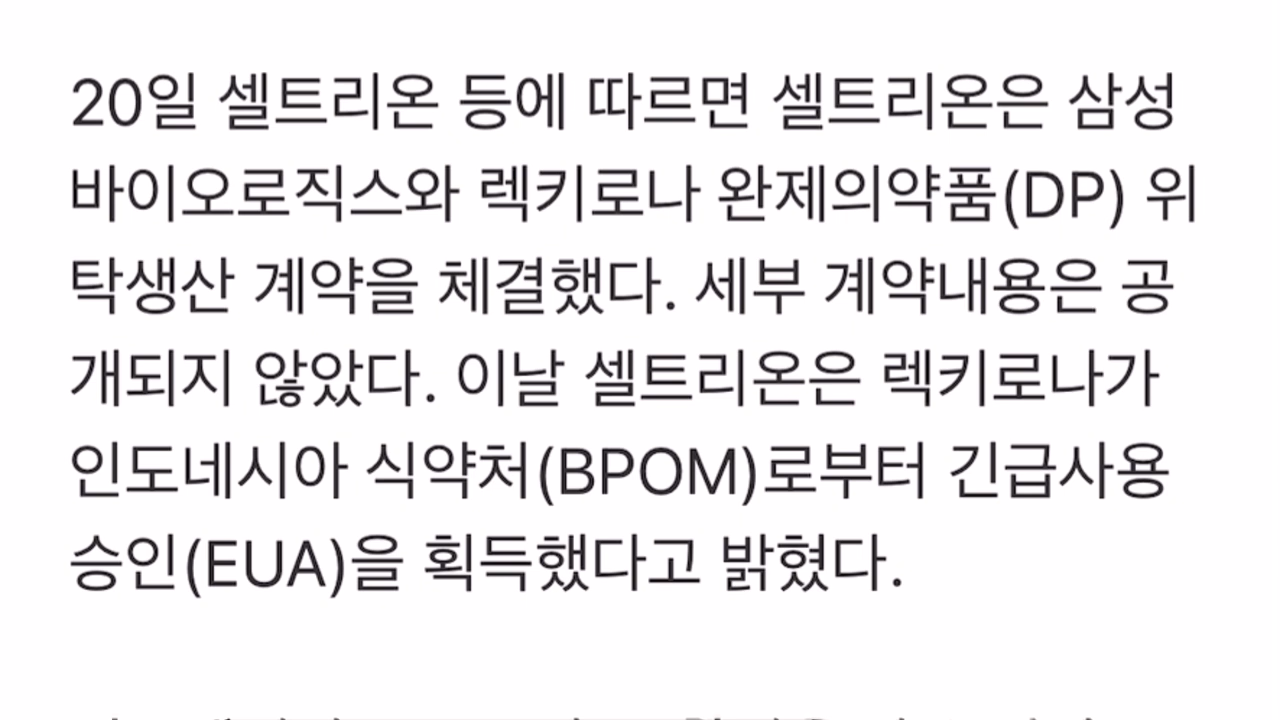 20일 셀트리온 등에 따르면 셀트리온은 삼성
바이오로직스와 렉키로나 완제의약품(DP) 위
탁생산 계약을 체결했다. 세부 계약내용은 공
개되지 않았다. 이날 셀트리온은 렉키로나가
인도네시아 식약처(BPOM)로부터 긴급사용
승인(EUA)을 획득했다고 밝혔다.